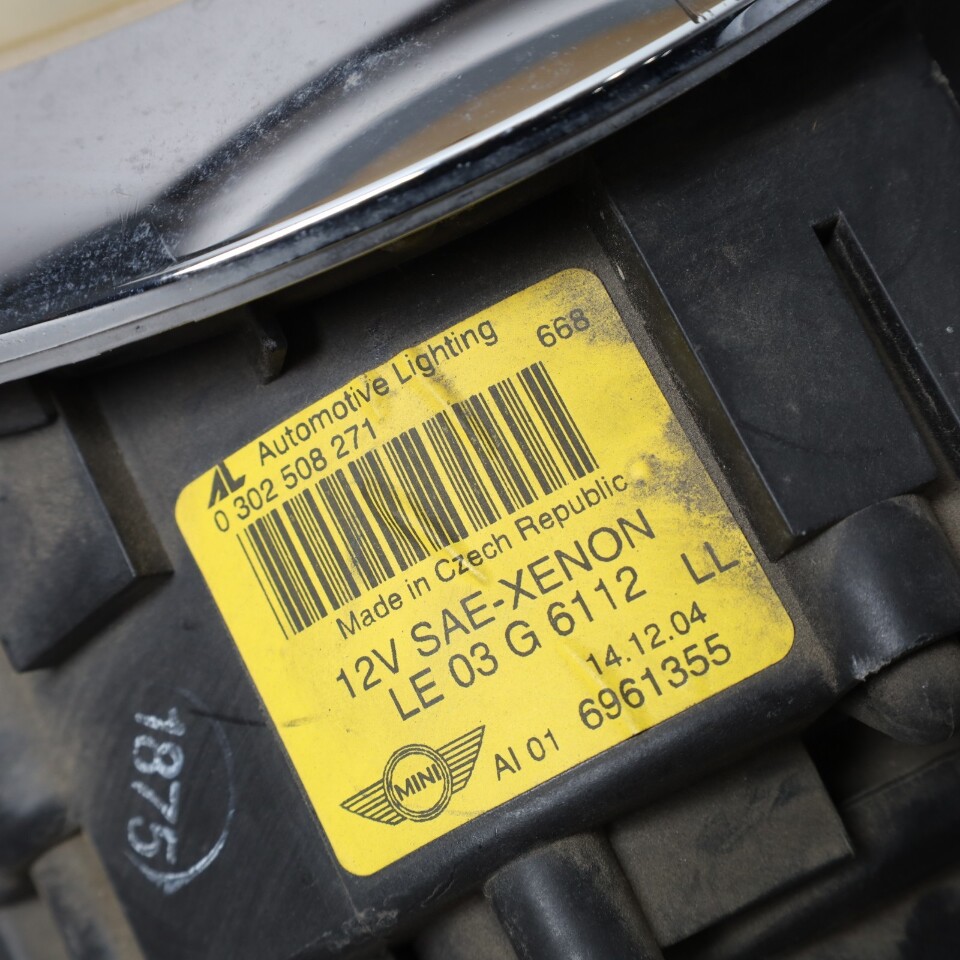 AL Automotive Lighting 668
0 302 508 271
Made in Czech Republic
12V SAE-XENON
LE 03 G 6112 LL
14.12.04
MINI AI 01 6961355
1875